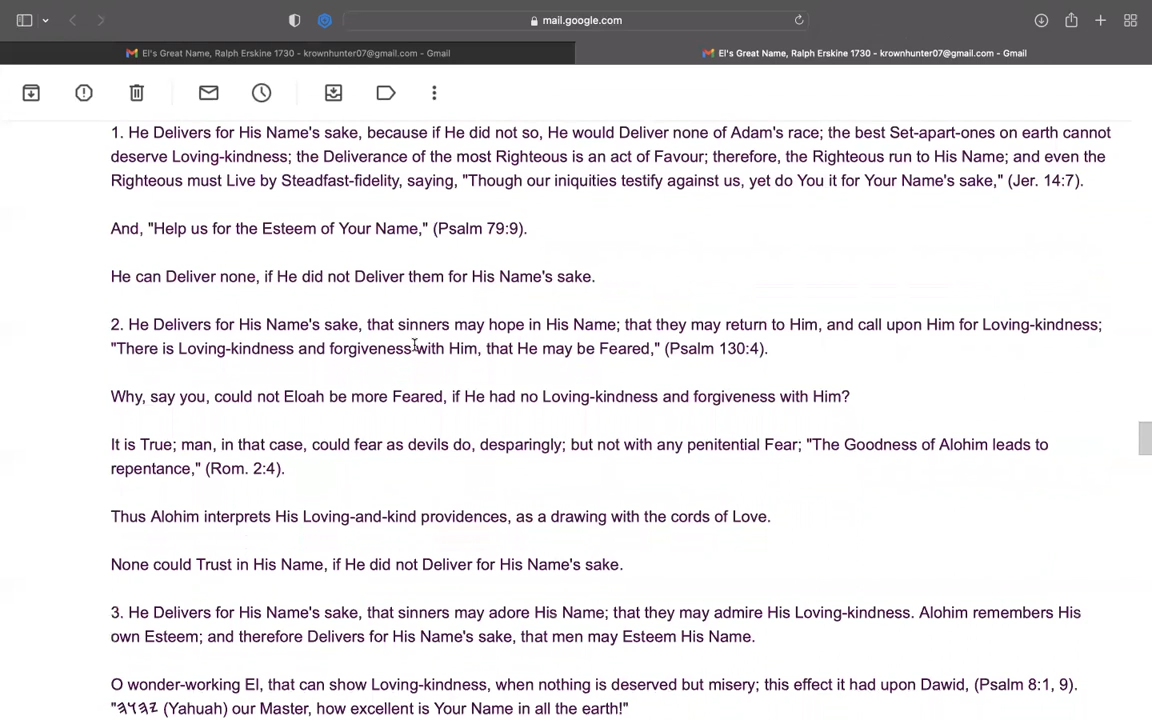 mail.google.com
El's Great Name, Ralph Erskine 1730 - krownhunter07@gmail.com - Gmail
El's Great Name, Ralph Erskine 1730 - krownhunter07@gmail.com - Gmail
1. He Delivers for His Name's sake, because if He did not so, He would Deliver none of Adam's race; the best Set-apart-ones on earth cannot
deserve Loving-kindness; the Deliverance of the most Righteous is an act of Favour; therefore, the Righteous run to His Name; and even the
Righteous must Live by Steadfast-fidelity, saying, "Though our iniquities testify against us, yet do You it for Your Name's sake," (Jer. 14:7).
And, "Help us for the Esteem of Your Name," (Psalm 79:9).
He can Deliver none, if He did not Deliver them for His Name's sake.
2. He Delivers for His Name's sake, that sinners may hope in His Name; that they may return to Him, and call upon Him for Loving-kindness;
"There is Loving-kindness and forgiveness with Him, that He may be Feared," (Psalm 130:4).
Why, say you, could not Eloah be more Feared, if He had no Loving-kindness and forgiveness with Him?
It is True; man, in that case, could fear as devils do, desparingly; but not with any penitential Fear; "The Goodness of Alohim leads to
repentance," (Rom. 2:4).
Thus Alohim interprets His Loving-and-kind providences, as a drawing with the cords of Love.
None could Trust in His Name, if He did not Deliver for His Name's sake.
3. He Delivers for His Name's sake, that sinners may adore His Name; that they may admire His Loving-kindness. Alohim remembers His
own Esteem; and therefore Delivers for His Name's sake, that men may Esteem His Name.
O wonder-working El, that can show Loving-kindness, when nothing is deserved but misery; this effect it had upon Dawid, (Psalm 8:1, 9).
"𐤉𐤄𐤅𐤄 (Yahuah) our Master, how excellent is Your Name in all the earth!"